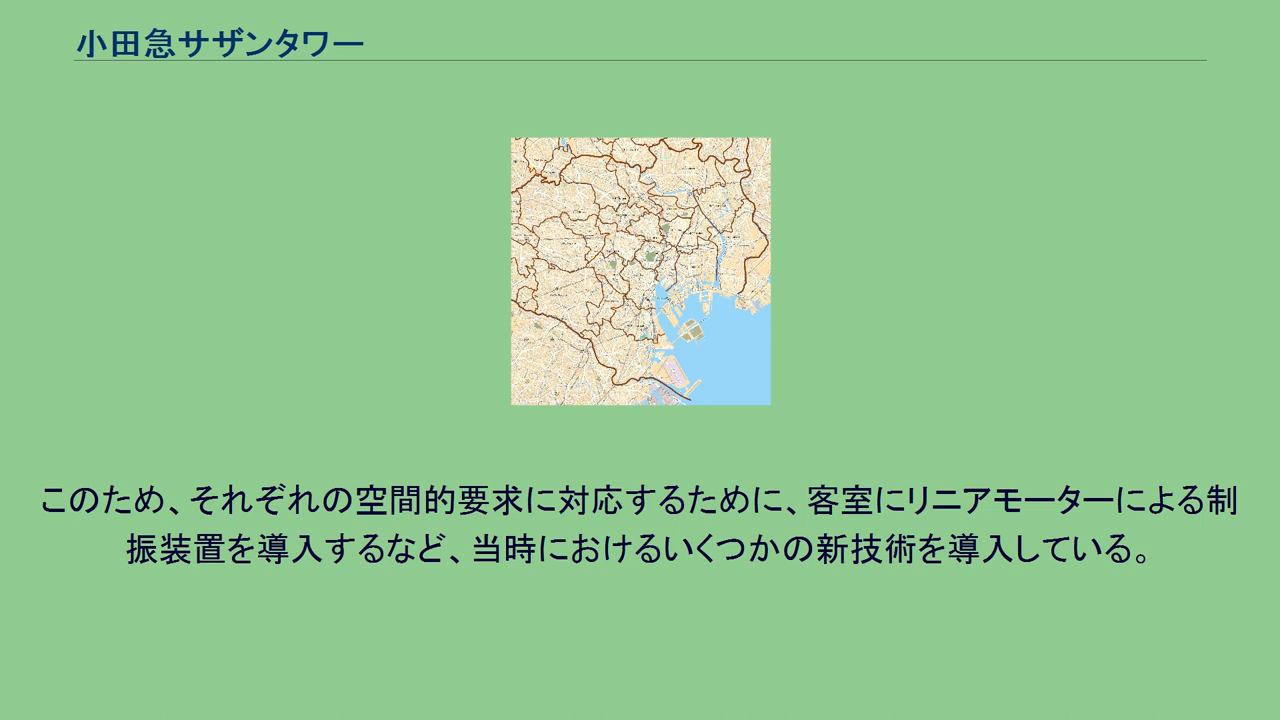 小田急サザンタワー
このため、それぞれの空間的要求に対応するために、客室にリニアモーターによる制
振装置を導入するなど、当時におけるいくつかの新技術を導入している。